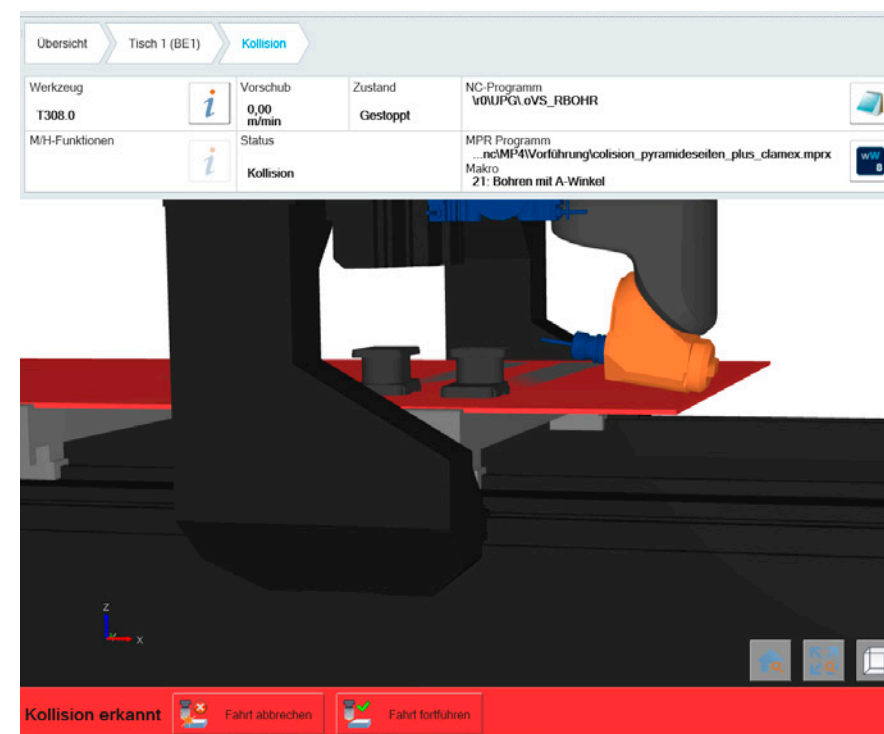 Übersicht
Tisch 1 (BE1)
Kollision
Werkzeug
T308.0
Vorschub
0,00
m/min
Zustand
Gestoppt
NC-Programm
\r0\UPG\.oVS_RBOHR
M/H-Funktionen
Status
Kollision
MPR Programm
...nc\MP4\Vorführung\colision_pyramideseiten_plus_clamex.mprx
Makro
21: Bohren mit A-Winkel
wW
8
Z
Y
X
Kollision erkannt
Fahrt abbrechen
Fahrt fortführen